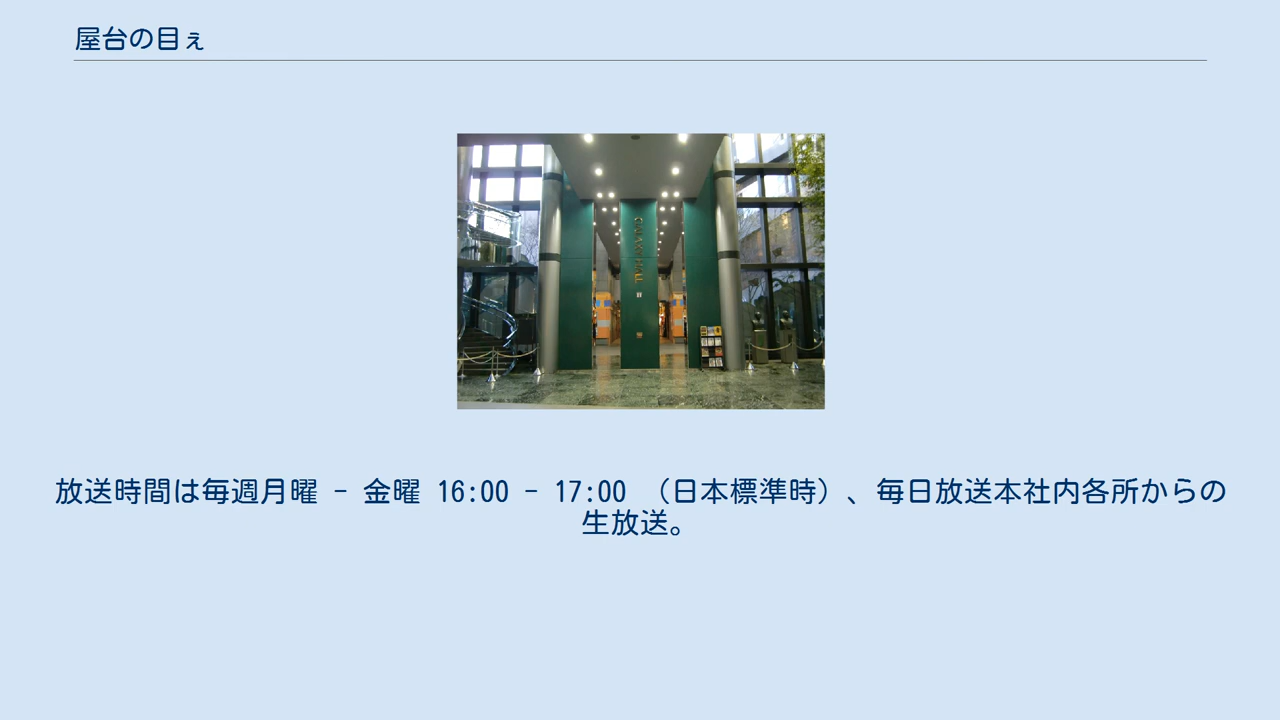 屋台の目ぇ
GALAXY HALL
放送時間は毎週月曜 - 金曜 16:00 - 17:00 （日本標準時）、毎日放送本社内各所からの
生放送。